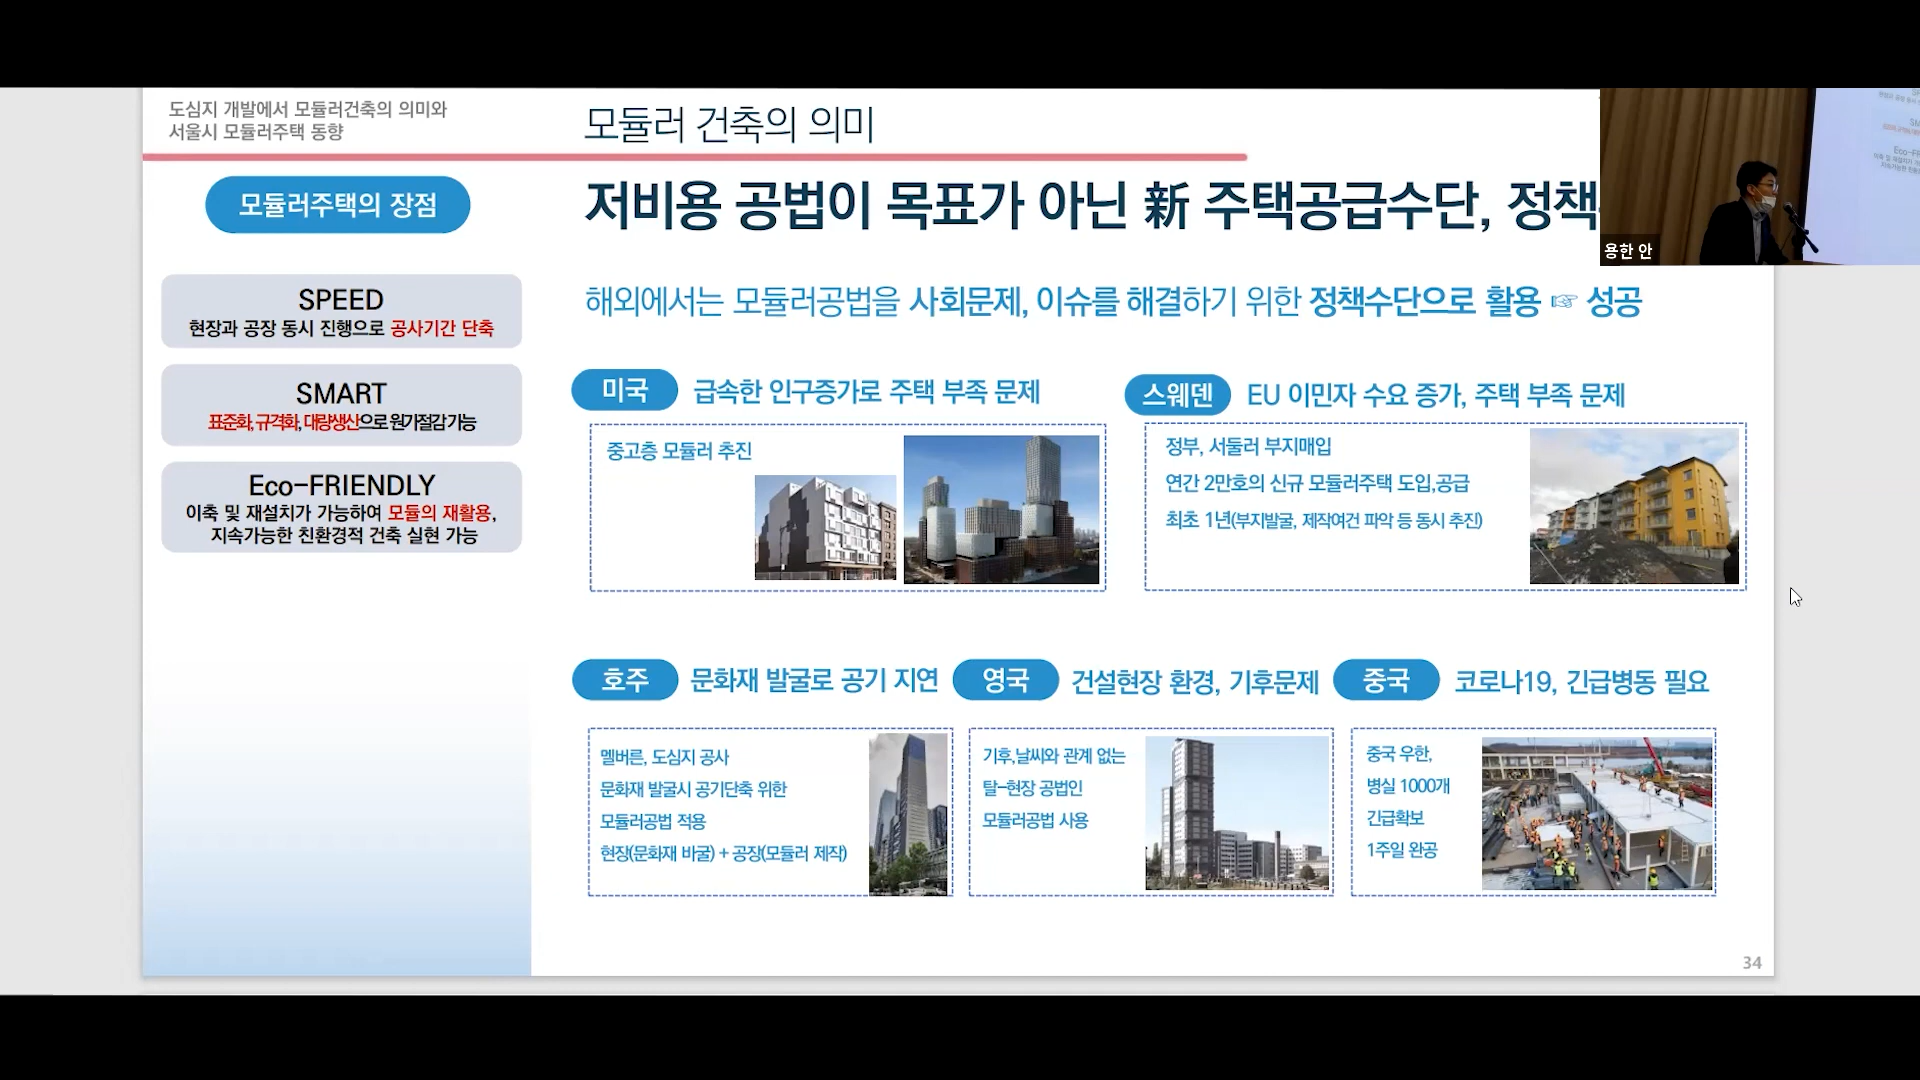 도심지 개발에서 모듈러건축의 의미와
서울시 모듈러주택 동향
모듈러 건축의 의미
모듈러주택의 장점
SPEED
현장과 공장 동시 진행으로 공사기간 단축
SMART
표준화, 규격화, 대량생산으로 원가절감 가능
Eco-FRIENDLY
이축 및 재설치가 가능하여 모듈의 재활용,
지속가능한 친환경적 건축 실현 가능
저비용 공법이 목표가 아닌 新 주택공급수단, 정책
해외에서는 모듈러공법을 사회문제, 이슈를 해결하기 위한 정책수단으로 활용 ☞ 성공
미국 급속한 인구증가로 주택 부족 문제
중고층 모듈러 추진
스웨덴 EU 이민자 수요 증가, 주택 부족 문제
정부, 서둘러 부지매입
연간 2만호의 신규 모듈러주택 도입,공급
최초 1년(부지발굴, 제작여건 파악 등 동시 추진)
호주 문화재 발굴로 공기 지연
멜버른, 도심지 공사
문화재 발굴시 공기단축 위한
모듈러공법 적용
현장(문화재 바굴) + 공장(모듈러 제작)
영국 건설현장 환경, 기후문제
기후,날씨와 관계 없는
탈-현장 공법인
모듈러공법 사용
중국 코로나19, 긴급병동 필요
중국 우한,
병실 1000개
긴급확보
1주일 완공
34
용한 안